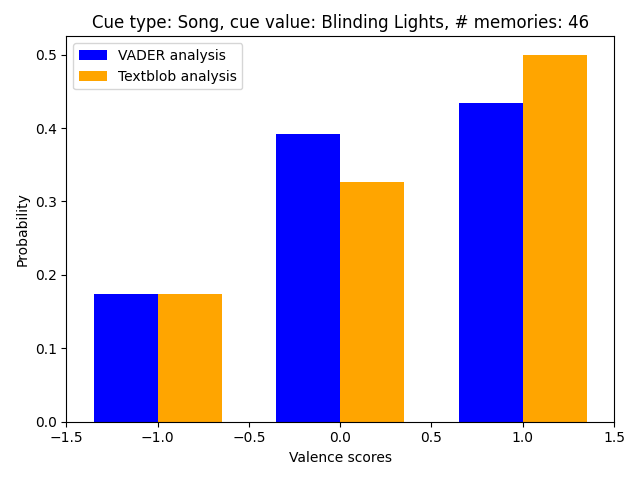 Cue type: Song, cue value: Blinding Lights, # memories: 46
VADER analysis
Textblob analysis
0.5
0.4
0.3
0.2
0.1
0.0
Probability
−1.5
−1.0
−0.5
0.0
0.5
1.0
1.5
Valence scores